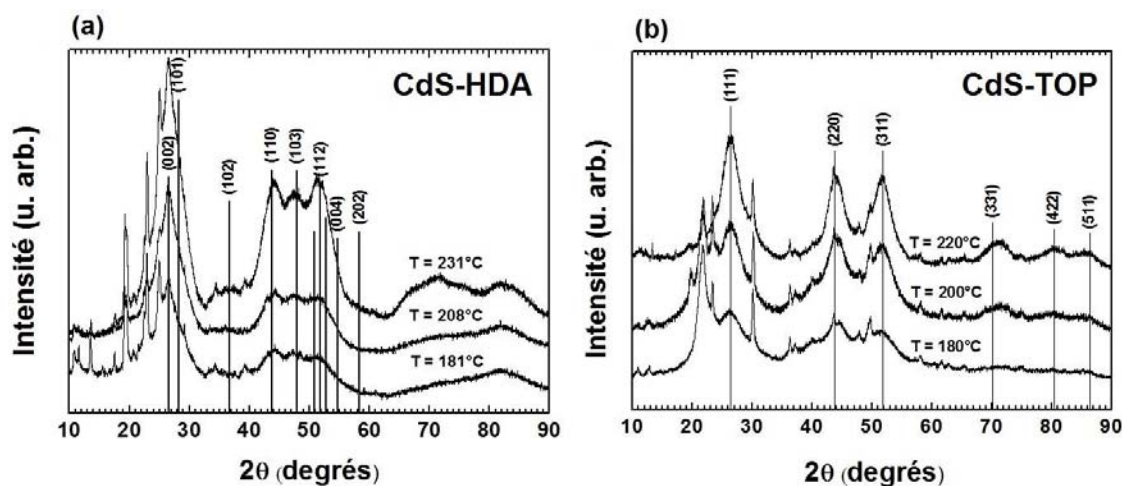 (a)
CdS-HDA
Intensité (u. arb.)
(002)
(101)
(102)
(110)
(103)
(112)
(004)
(202)
T = 231°C
T = 208°C
T = 181°C
10 20 30 40 50 60 70 80 90
2θ (degrés)
(b)
CdS-TOP
Intensité (u. arb.)
(111)
(220)
(311)
(331)
(422)
(511)
T = 220°C
T = 200°C
T = 180°C
10 20 30 40 50 60 70 80 90
2θ (degrés)